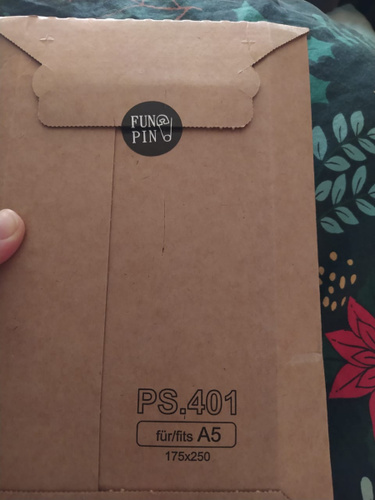 FUN@
PIN
PS.401
für/fits A5
175x250